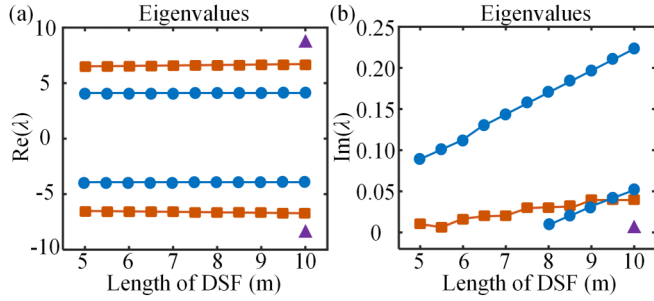 (a) Eigenvalues
10
5
0
-5
-10
Re(λ)
5 6 7 8 9 10
Length of DSF (m)
(b) Eigenvalues
0.25
0.20
0.15
0.10
0.05
0
Im(λ)
5 6 7 8 9 10
Length of DSF (m)